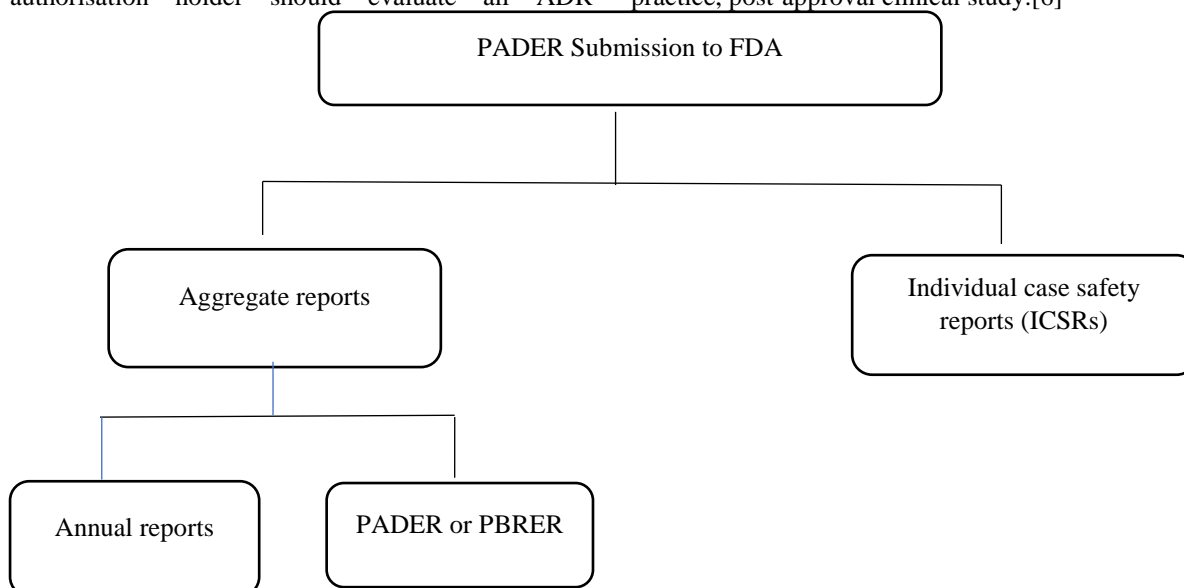 authorisation holder should evaluate all ADR practice, post-approval clinical study.[6]
PADER Submission to FDA
Aggregate reports
Individual case safety
reports (ICSRs)
Annual reports
PADER or PBRER